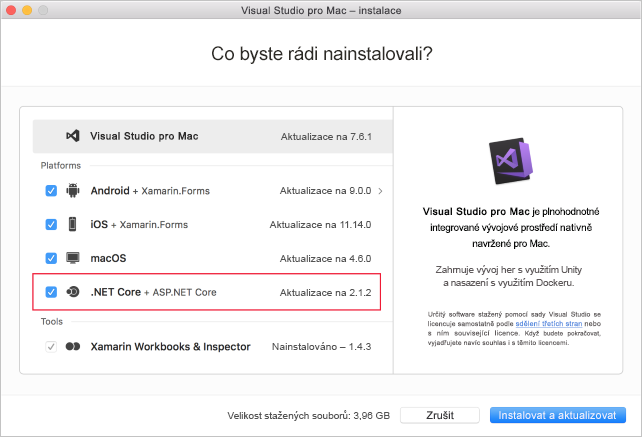 Visual Studio pro Mac – instalace
Co byste rádi nainstalovali?
Visual Studio pro Mac Aktualizace na 7.6.1
Platforms
Android + Xamarin.Forms Aktualizace na 9.0.0
iOS + Xamarin.Forms Aktualizace na 11.14.0
macOS Aktualizace na 4.6.0
.NET Core + ASP.NET Core Aktualizace na 2.1.2
Tools
Xamarin Workbooks & Inspector Nainstalováno – 1.4.3
Visual Studio pro Mac je plnohodnotné
integrované vývojové prostředí nativně
navržené pro Mac.
Zahrnuje vývoj her s využitím Unity
a nasazení s využitím Dockeru.
Určitý software stažený pomocí sady Visual Studio se
licencuje samostatně podle sdělení třetích stran nebo
s ním související licence. Když budete pokračovat,
vyjadřujete navíc souhlas i s těmito licencemi.
Velikost stažených souborů: 3,96 GB
Zrušit
Instalovat a aktualizovat